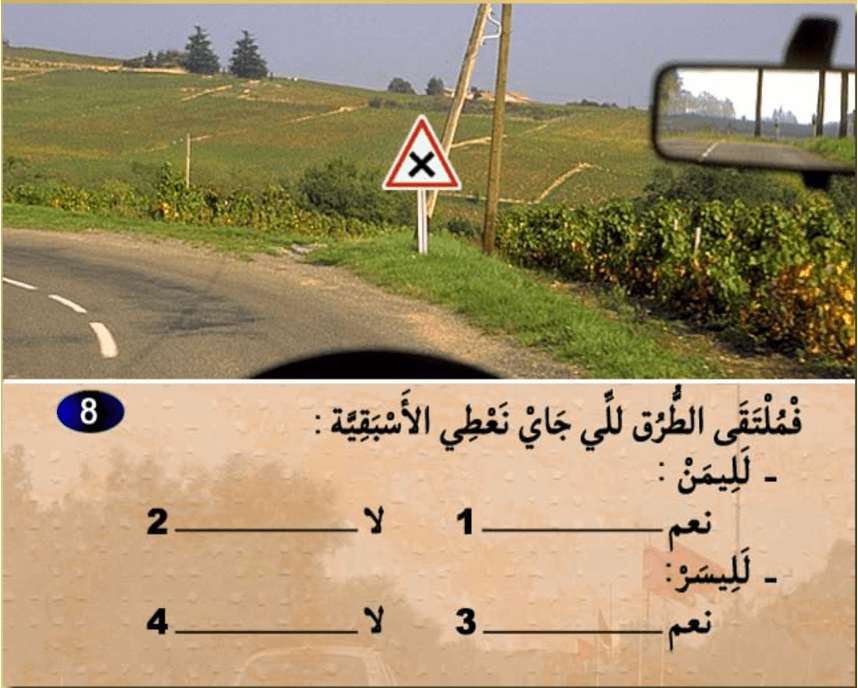 8
فْمُلْتَقَى الطُّرُق للِّي جَايْ نَعْطِي الأَسْبَقِيَّة :
- لَلِيمَنْ :
نعم 1 لا 2
- لَلِيسَرْ:
نعم 3 لا 4